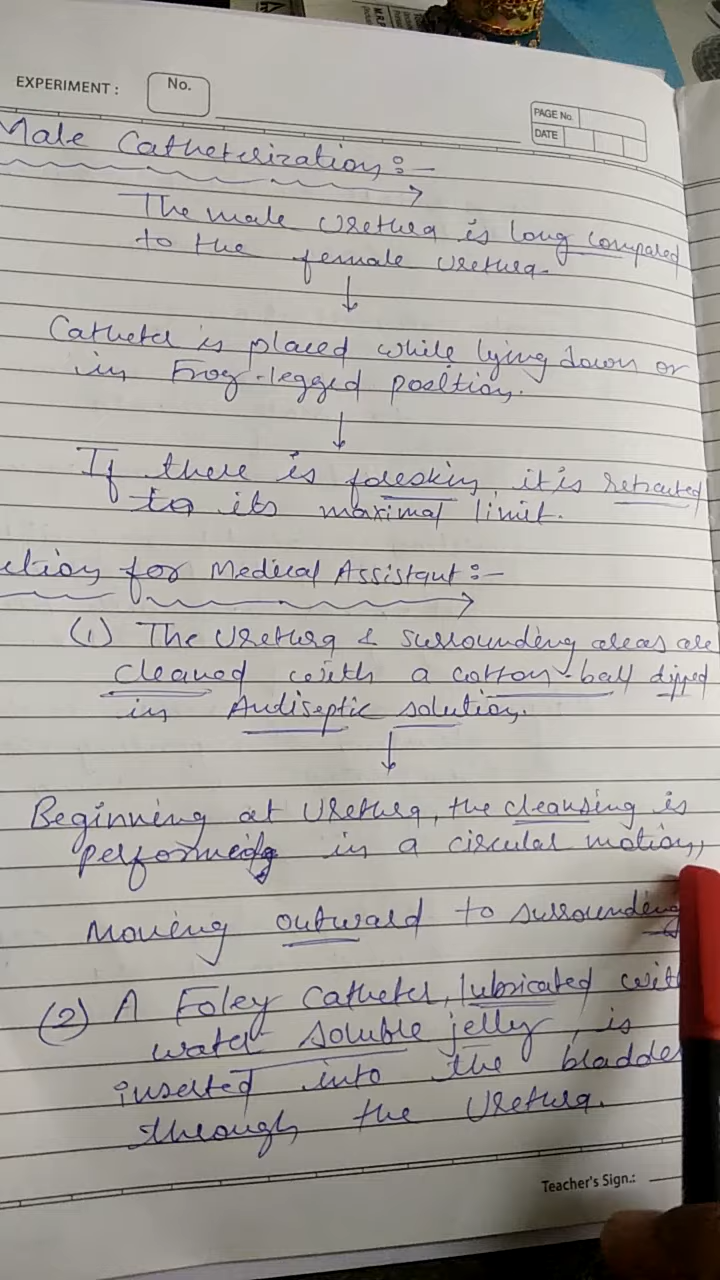 EXPERIMENT :
No.
PAGE No.
DATE
Male Catheterization :-
The male urethra is long compared
to the female urethra.
Catheter is placed while lying down or
in Frog-legged position.
If there is foreskin it is retracted
to its maximal limit.
ction for Medical Assistant :-
(1) The Urethra & surrounding areas are
cleaned with a cotton-ball dipped
in Andiseptic solution.
Beginning at Urethra, the cleansing is
performed in a circular motion,
Moving outward to surrounding
(2) A Foley Catheter, lubricated wit
water soluble jelly, is
inserted into the bladde
through the Urethra.
Teacher's Sign.: